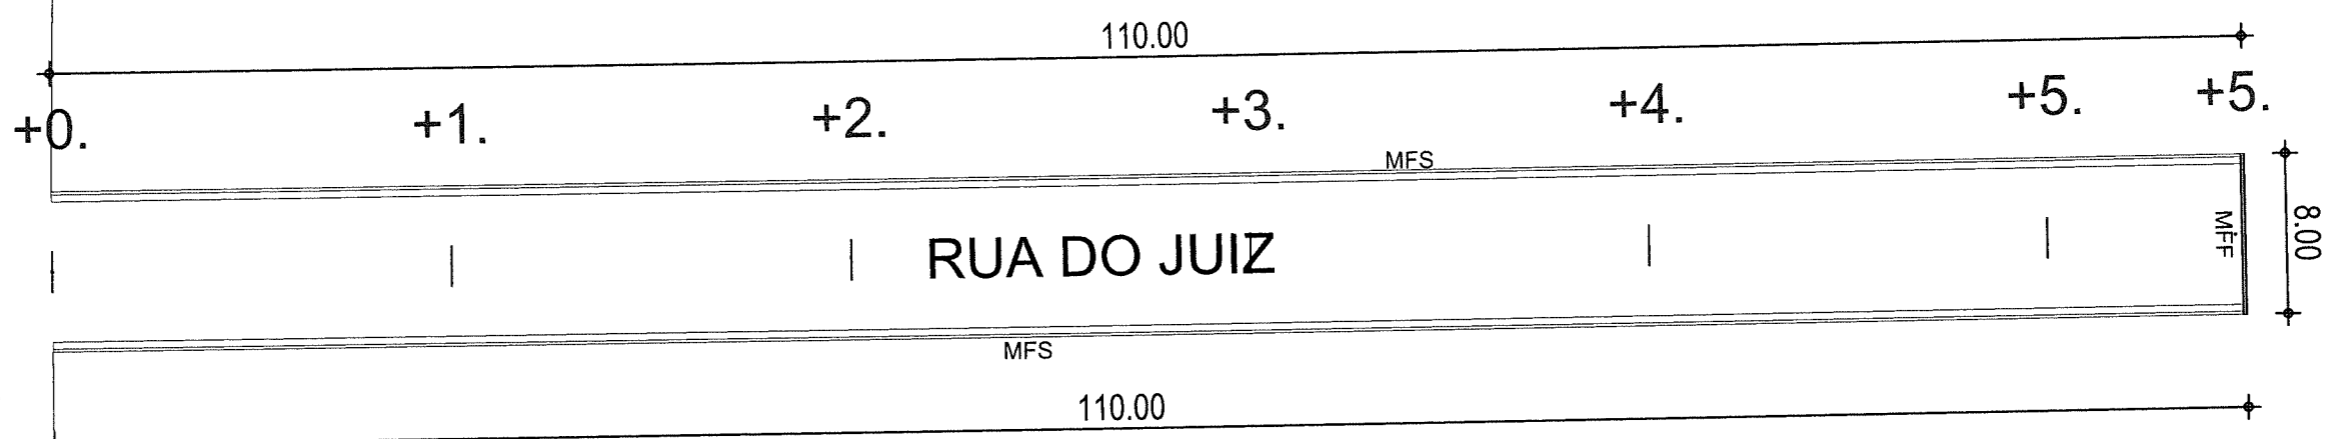 110.00
+0. +1. +2. +3. +4. +5. +5.
MFS
RUA DO JUIZ
MFF
8.00
MFS
110.00